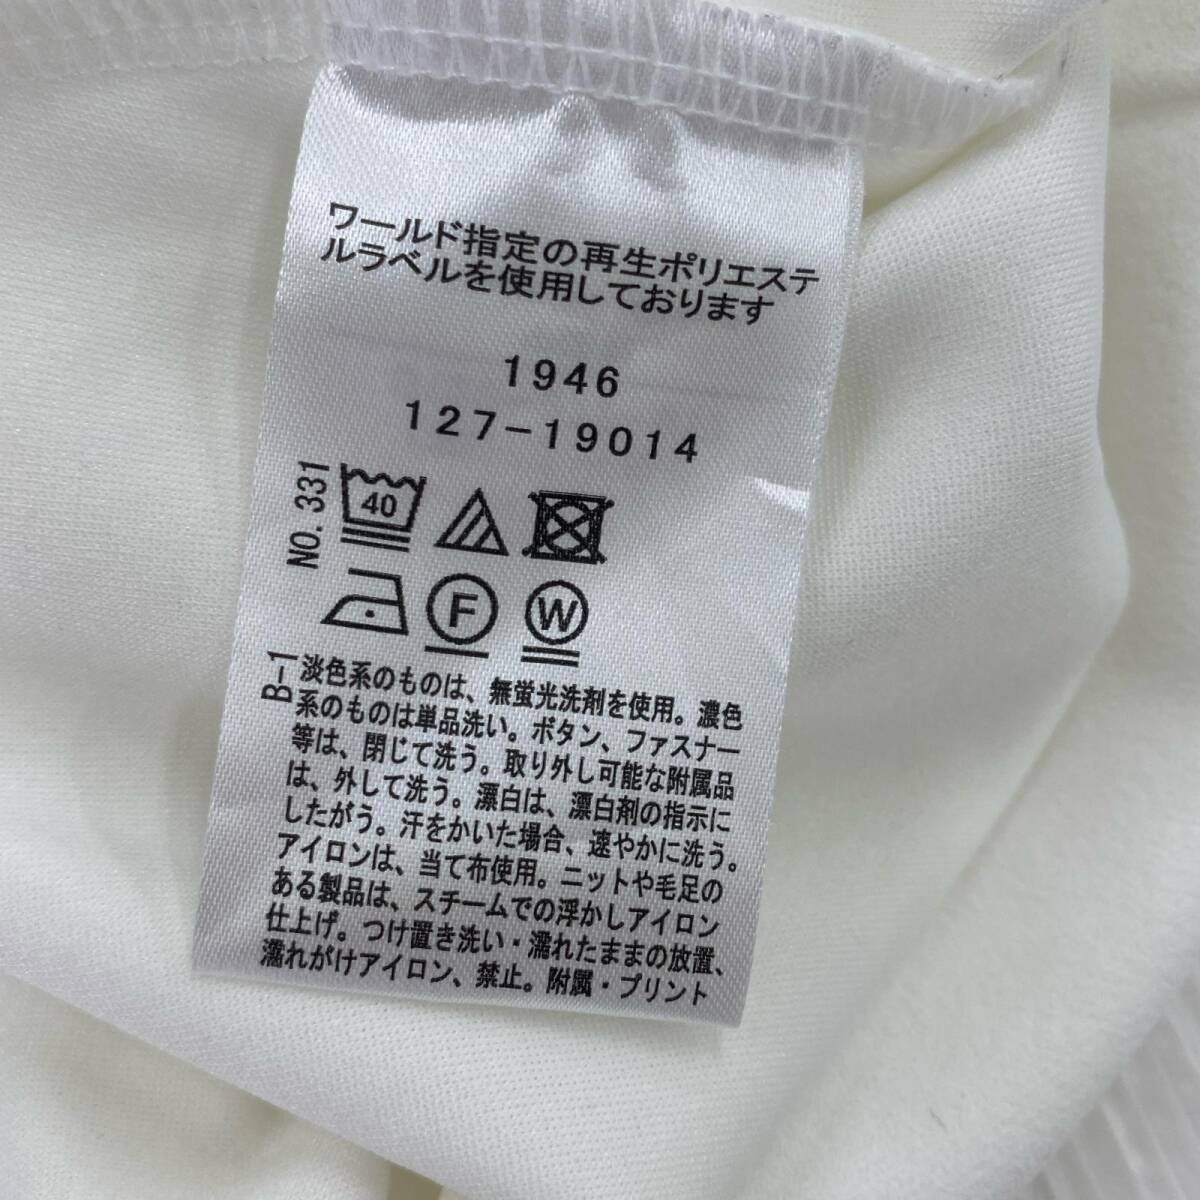 ワールド指定の再生ポリエステ
ルラベルを使用しております
1946
127-19014
NO. 331
40
F
W
B-1
淡色系のものは、無蛍光洗剤を使用。濃色
系のものは単品洗い。ボタン、ファスナー
等は、閉じて洗う。取り外し可能な附属品
は、外して洗う。漂白は、漂白剤の指示に
したがう。汗をかいた場合、速やかに洗う。
アイロンは、当て布使用。ニットや毛足の
ある製品は、スチームでの浮かしアイロン
仕上げ。つけ置き洗い・濡れたままの放置、
濡れがけアイロン、禁止。附属・プリント